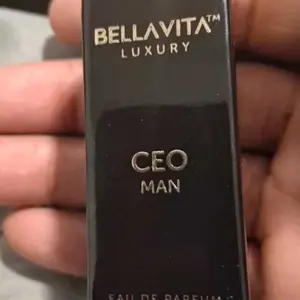 BELLAVITA™
LUXURY
CEO
MAN
EAU DE PARFUM